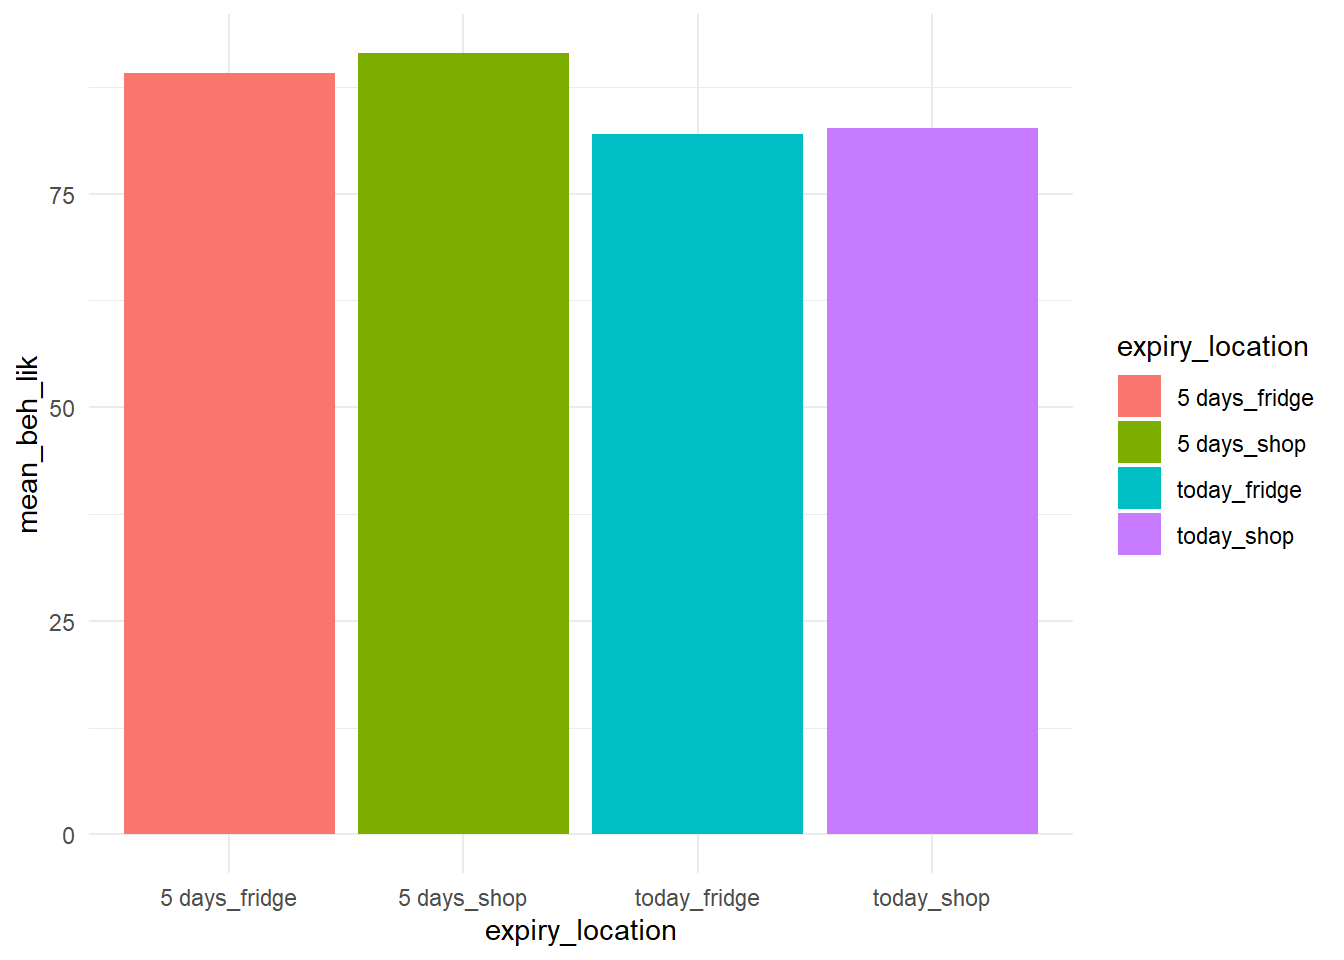 mean_beh_lik
75
50
25
0
5 days_fridge
5 days_shop
today_fridge
today_shop
expiry_location
expiry_location
5 days_fridge
5 days_shop
today_fridge
today_shop